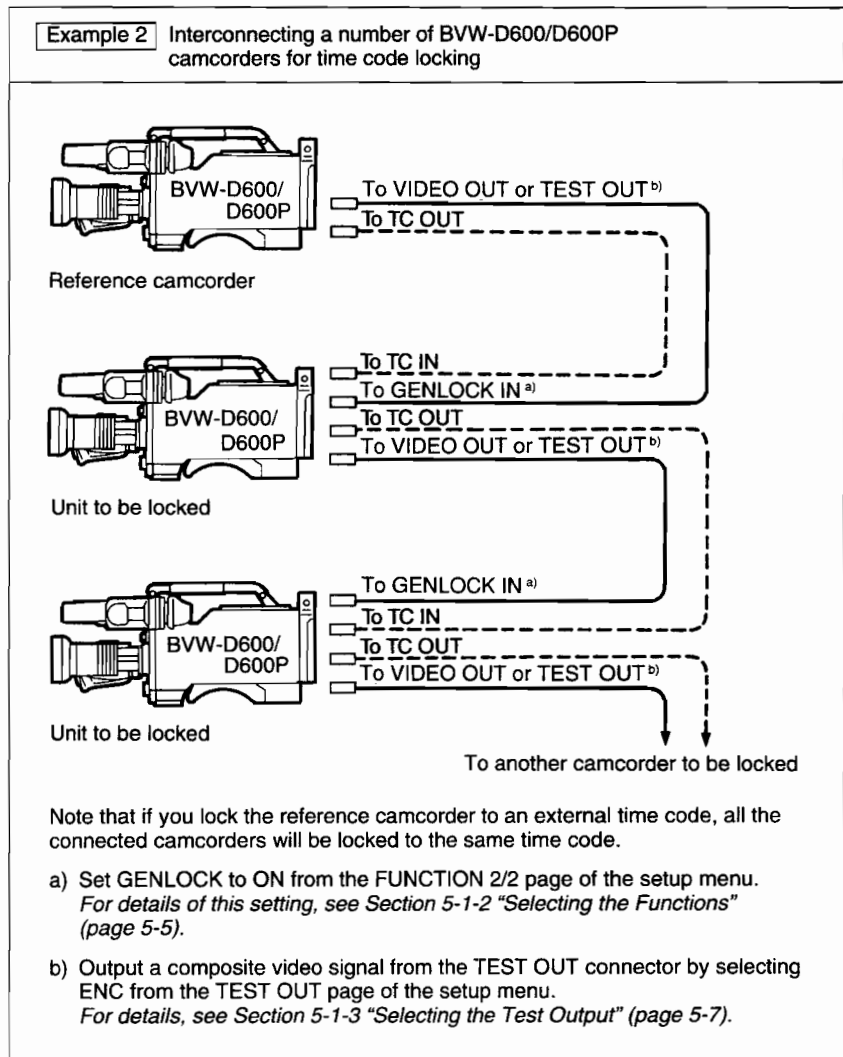 Example 2 Interconnecting a number of BVW-D600/D600P
camcorders for time code locking
BVW-D600/
D600P
To VIDEO OUT or TEST OUT b)
To TC OUT
Reference camcorder
To TC IN
To GENLOCK IN a)
BVW-D600/
D600P
To TC OUT
To VIDEO OUT or TEST OUT b)
Unit to be locked
To GENLOCK IN a)
To TC IN
BVW-D600/
D600P
To TC OUT
To VIDEO OUT or TEST OUT b)
Unit to be locked
To another camcorder to be locked
Note that if you lock the reference camcorder to an external time code, all the
connected camcorders will be locked to the same time code.
a) Set GENLOCK to ON from the FUNCTION 2/2 page of the setup menu.
For details of this setting, see Section 5-1-2 “Selecting the Functions”
(page 5-5).
b) Output a composite video signal from the TEST OUT connector by selecting
ENC from the TEST OUT page of the setup menu.
For details, see Section 5-1-3 “Selecting the Test Output” (page 5-7).